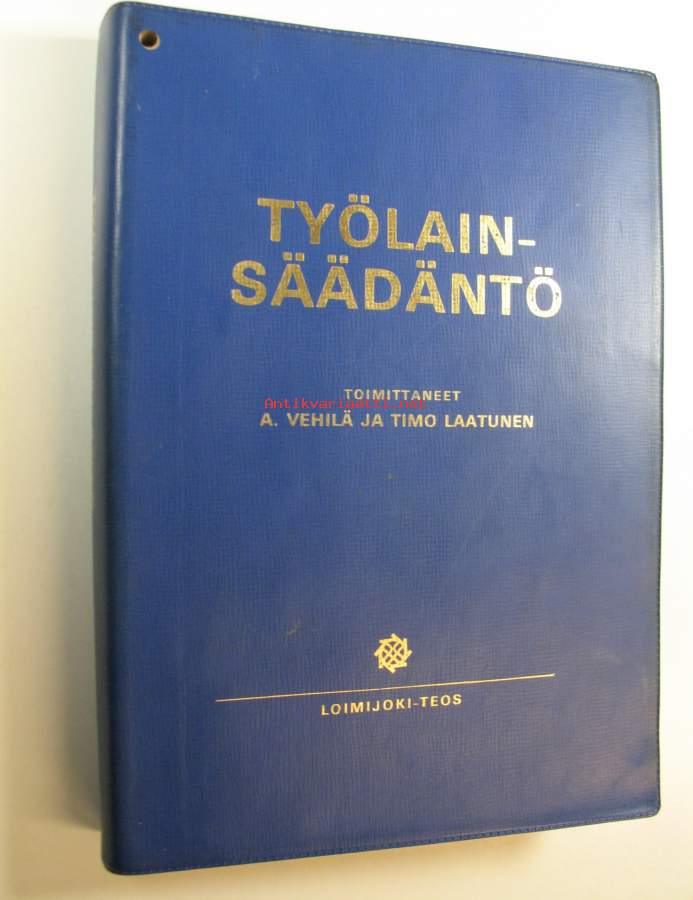 TYÖLAIN-
SÄÄDÄNTÖ
TOIMITTANEET
Antikvariaatti.net
A. VEHILÄ JA TIMO LAATUNEN
LOIMIJOKI-TEOS